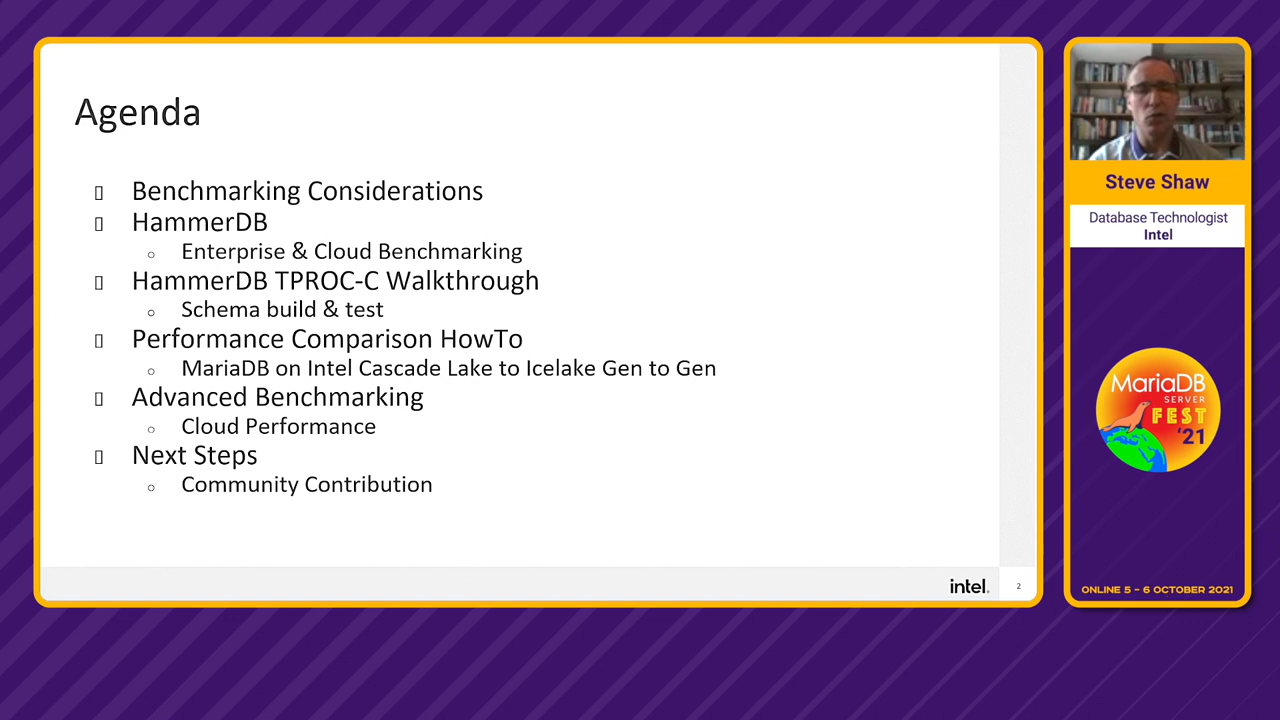 Agenda
Benchmarking Considerations
HammerDB
Enterprise & Cloud Benchmarking
HammerDB TPROC-C Walkthrough
Schema build & test
Performance Comparison HowTo
MariaDB on Intel Cascade Lake to Icelake Gen to Gen
Advanced Benchmarking
Cloud Performance
Next Steps
Community Contribution
intel.
2
Steve Shaw
Database Technologist
Intel
MariaDB
SERVER
FEST
'21
ONLINE 5 - 6 OCTOBER 2021